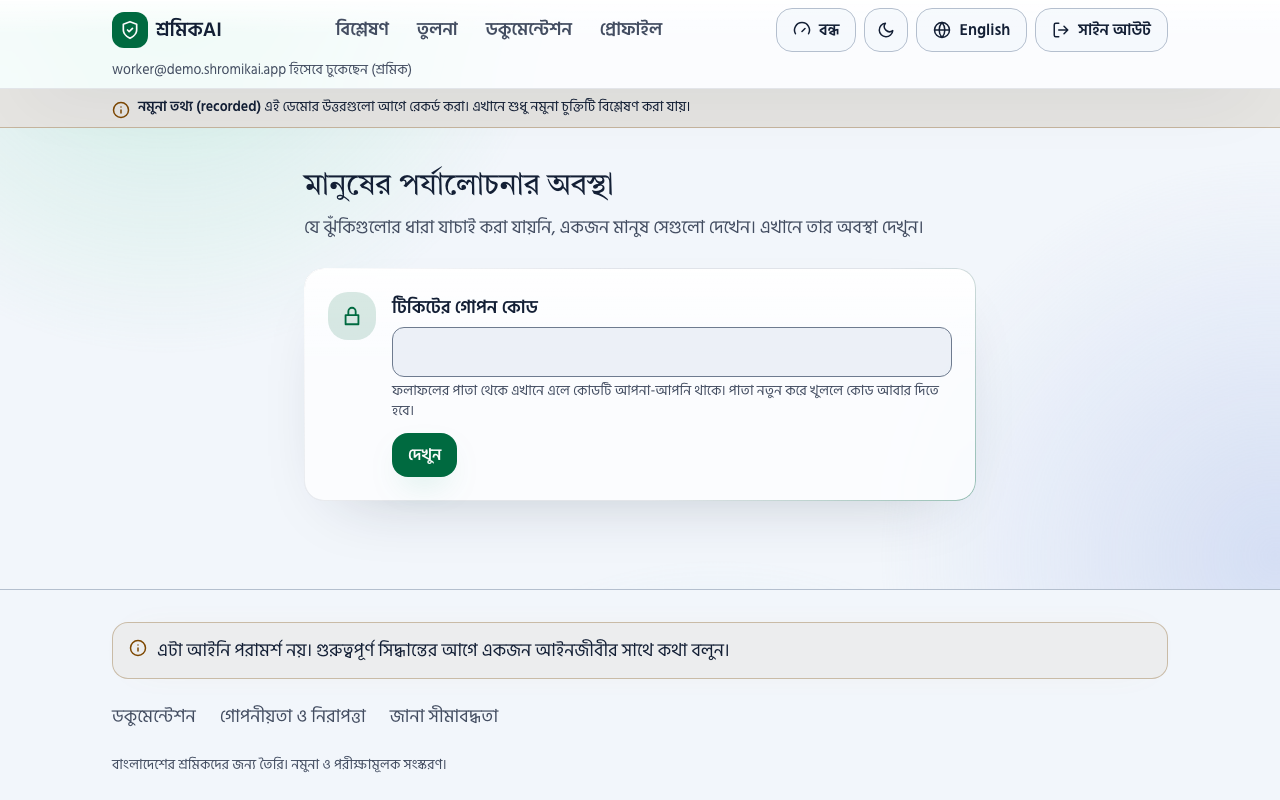 শ্রমিকAI
বিশ্লেষণ
তুলনা
ডকুমেন্টেশন
প্রোফাইল
বন্ধ
English
সাইন আউট
worker@demo.shromikai.app হিসেবে ঢুকেছেন (শ্রমিক)
নমুনা তথ্য (recorded) এই ডেমোর উত্তরগুলো আগে রেকর্ড করা। এখানে শুধু নমুনা চুক্তিটি বিশ্লেষণ করা যায়।
মানুষের পর্যালোচনার অবস্থা
যে ঝুঁকিগুলোর ধারা যাচাই করা যায়নি, একজন মানুষ সেগুলো দেখেন। এখানে তার অবস্থা দেখুন।
টিকিটের গোপন কোড
ফলাফলের পাতা থেকে এখানে এলে কোডটি আপনা-আপনি থাকে। পাতা নতুন করে খুললে কোড আবার দিতে
হবে।
দেখুন
এটা আইনি পরামর্শ নয়। গুরুত্বপূর্ণ সিদ্ধান্তের আগে একজন আইনজীবীর সাথে কথা বলুন।
ডকুমেন্টেশন
গোপনীয়তা ও নিরাপত্তা
জানা সীমাবদ্ধতা
বাংলাদেশের শ্রমিকদের জন্য তৈরি। নমুনা ও পরীক্ষামূলক সংস্করণ।